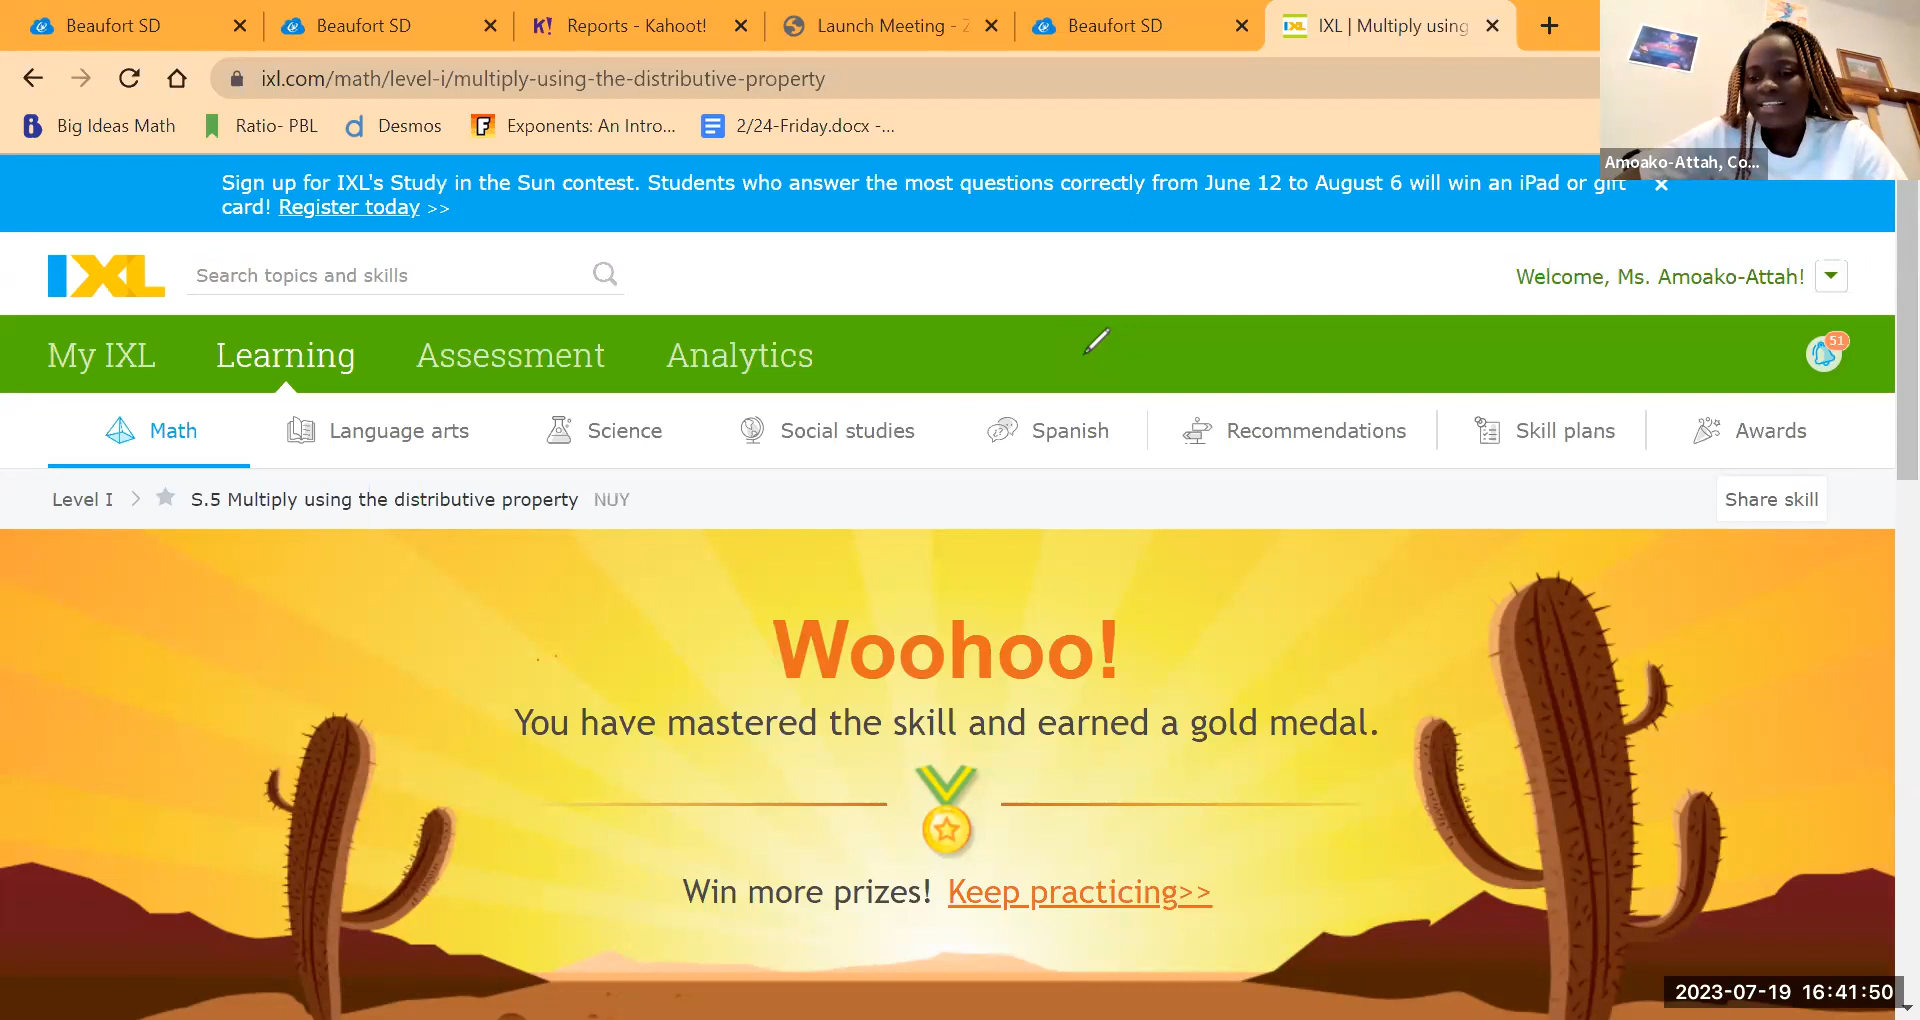 Beaufort SD
Beaufort SD
K! Reports - Kahoot!
Launch Meeting - Z
Beaufort SD
IXL IXL | Multiply using
ixl.com/math/level-i/multiply-using-the-distributive-property
Big Ideas Math
Ratio- PBL
Desmos
F Exponents: An Intro...
2/24-Friday.docx -...
Amoako-Attah, Co...
Sign up for IXL's Study in the Sun contest. Students who answer the most questions correctly from June 12 to August 6 will win an iPad or gift
card! Register today >>
IXL
Search topics and skills
Welcome, Ms. Amoako-Attah!
My IXL
Learning
Assessment
Analytics
51
Math
Language arts
Science
Social studies
Spanish
Recommendations
Skill plans
Awards
Level I > S.5 Multiply using the distributive property NUY
Share skill
Woohoo!
You have mastered the skill and earned a gold medal.
Win more prizes! Keep practicing>>
2023-07-19 16:41:50